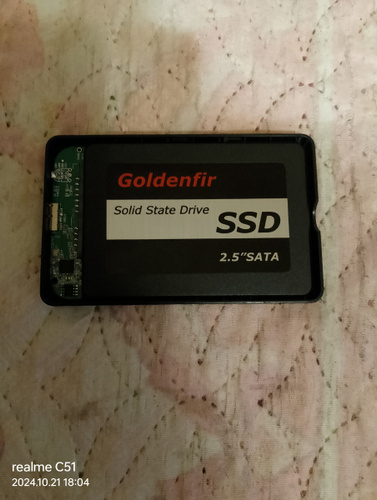 Goldenfir
Solid State Drive
SSD
2.5"SATA
realme C51
2024.10.21 18:04